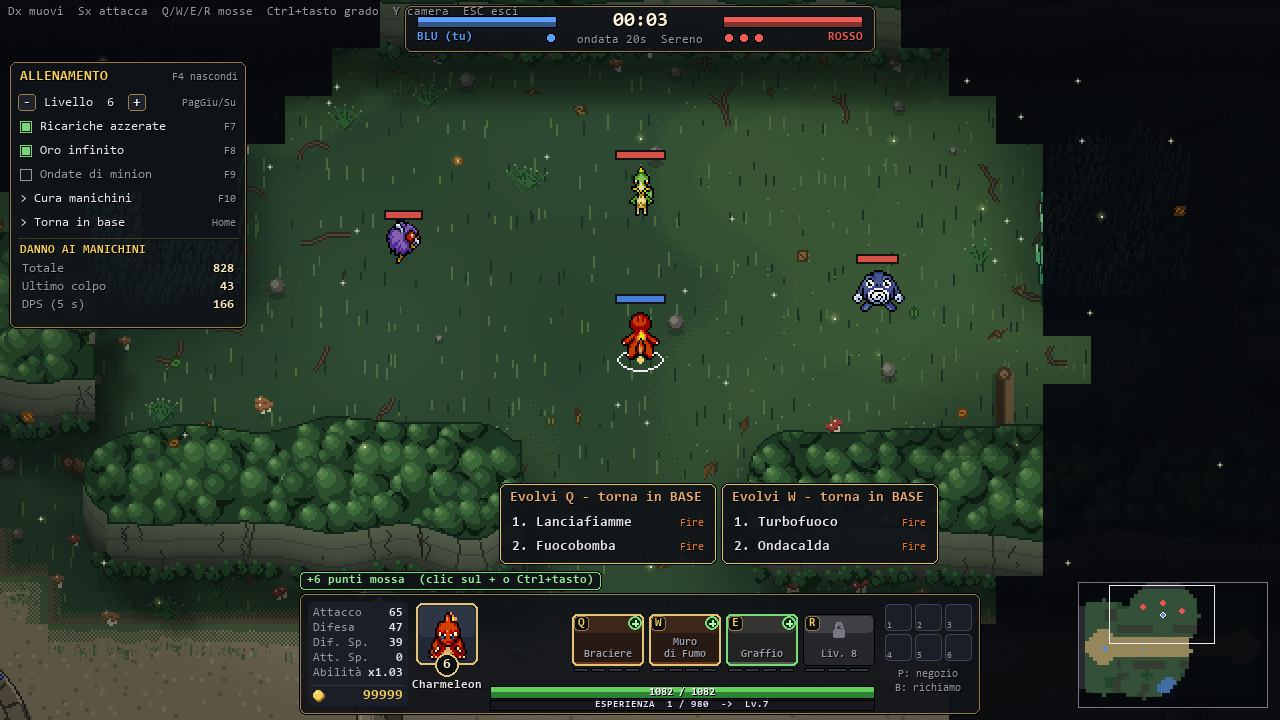 Dx muovi  Sx attacca  Q/W/E/R mosse  Ctrl+tasto grado  Y camera  ESC esci
00:03
BLU (tu)
ondata 20s  Sereno
ROSSO
ALLENAMENTO
F4 nascondi
- Livello 6 +
PagGiu/Su
Ricariche azzerate
F7
Oro infinito
F8
Ondate di minion
F9
> Cura manichini
F10
> Torna in base
Home
DANNO AI MANICHINI
Totale 828
Ultimo colpo 43
DPS (5 s) 166
Evolvi Q - torna in BASE
1. Lanciafiamme Fire
2. Fuocobomba Fire
Evolvi W - torna in BASE
1. Turbofuoco Fire
2. Ondacalda Fire
+6 punti mossa  (clic sul + o Ctrl+tasto)
Attacco 65
Difesa 47
Dif. Sp. 39
Att. Sp. 0
Abilità x1.03
99999
6
Charmeleon
Q
Braciere
W
Muro
di Fumo
E
Graffio
R
Liv. 8
1 2 3
4 5 6
P: negozio
B: richiamo
1082 / 1082
ESPERIENZA  1 / 980  ->  Lv.7